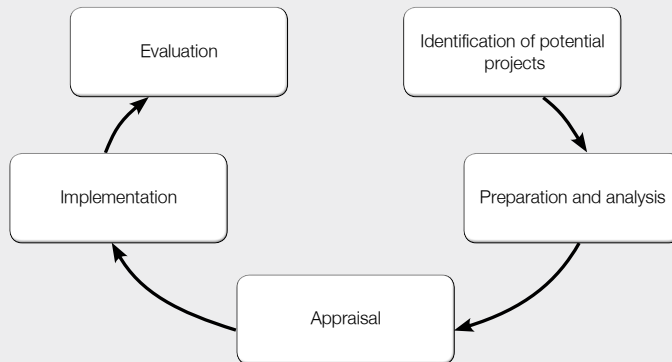 Evaluation
Identification of potential
projects
Implementation
Preparation and analysis
Appraisal